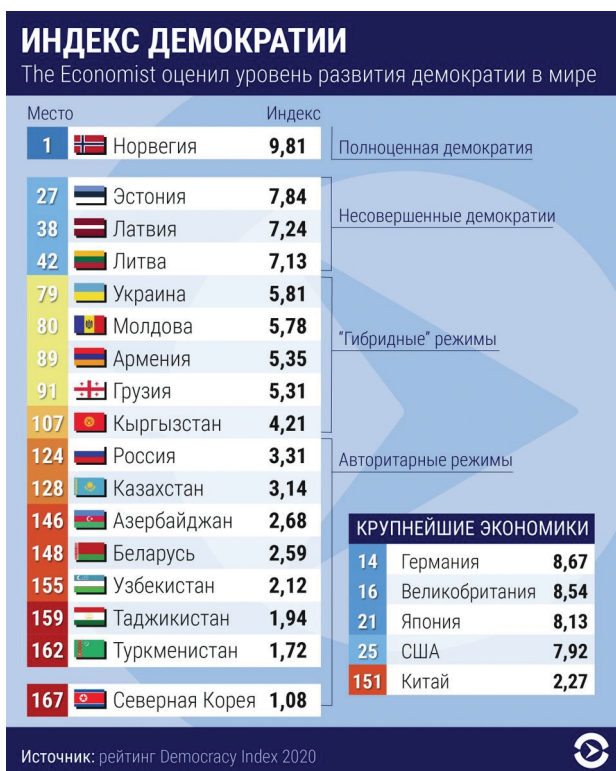 ИНДЕКС ДЕМОКРАТИИ
The Economist оценил уровень развития демократии в мире
Место Индекс
1 Норвегия 9,81 Полноценная демократия
27 Эстония 7,84
38 Латвия 7,24 Несовершенные демократии
42 Литва 7,13
79 Украина 5,81
80 Молдова 5,78
89 Армения 5,35 "Гибридные" режимы
91 Грузия 5,31
107 Кыргызстан 4,21
124 Россия 3,31 Авторитарные режимы
128 Казахстан 3,14
146 Азербайджан 2,68
148 Беларусь 2,59
155 Узбекистан 2,12
159 Таджикистан 1,94
162 Туркменистан 1,72
167 Северная Корея 1,08
КРУПНЕЙШИЕ ЭКОНОМИКИ
14 Германия 8,67
16 Великобритания 8,54
21 Япония 8,13
25 США 7,92
151 Китай 2,27
Источник: рейтинг Democracy Index 2020